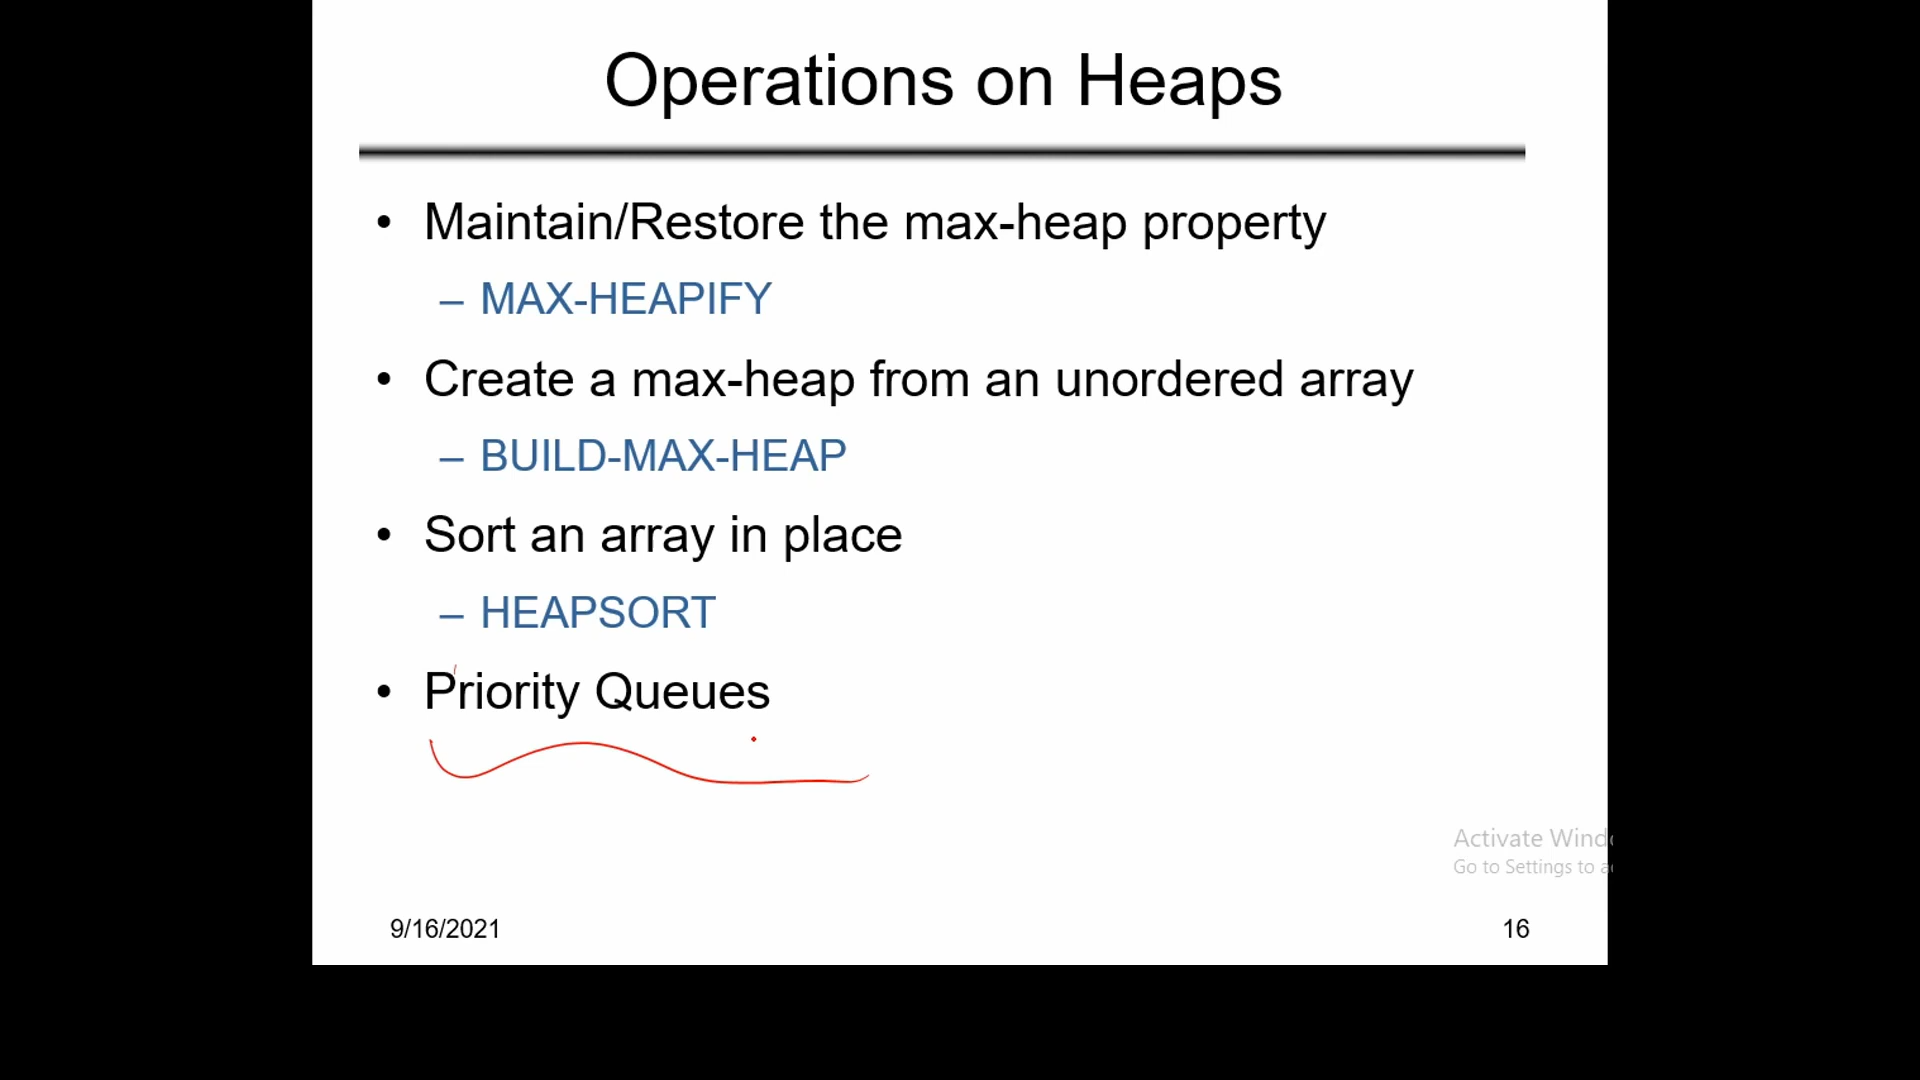 Operations on Heaps
• Maintain/Restore the max-heap property
– MAX-HEAPIFY
• Create a max-heap from an unordered array
– BUILD-MAX-HEAP
• Sort an array in place
– HEAPSORT
• Priority Queues
Activate Wind
Go to Settings to a
9/16/2021
16